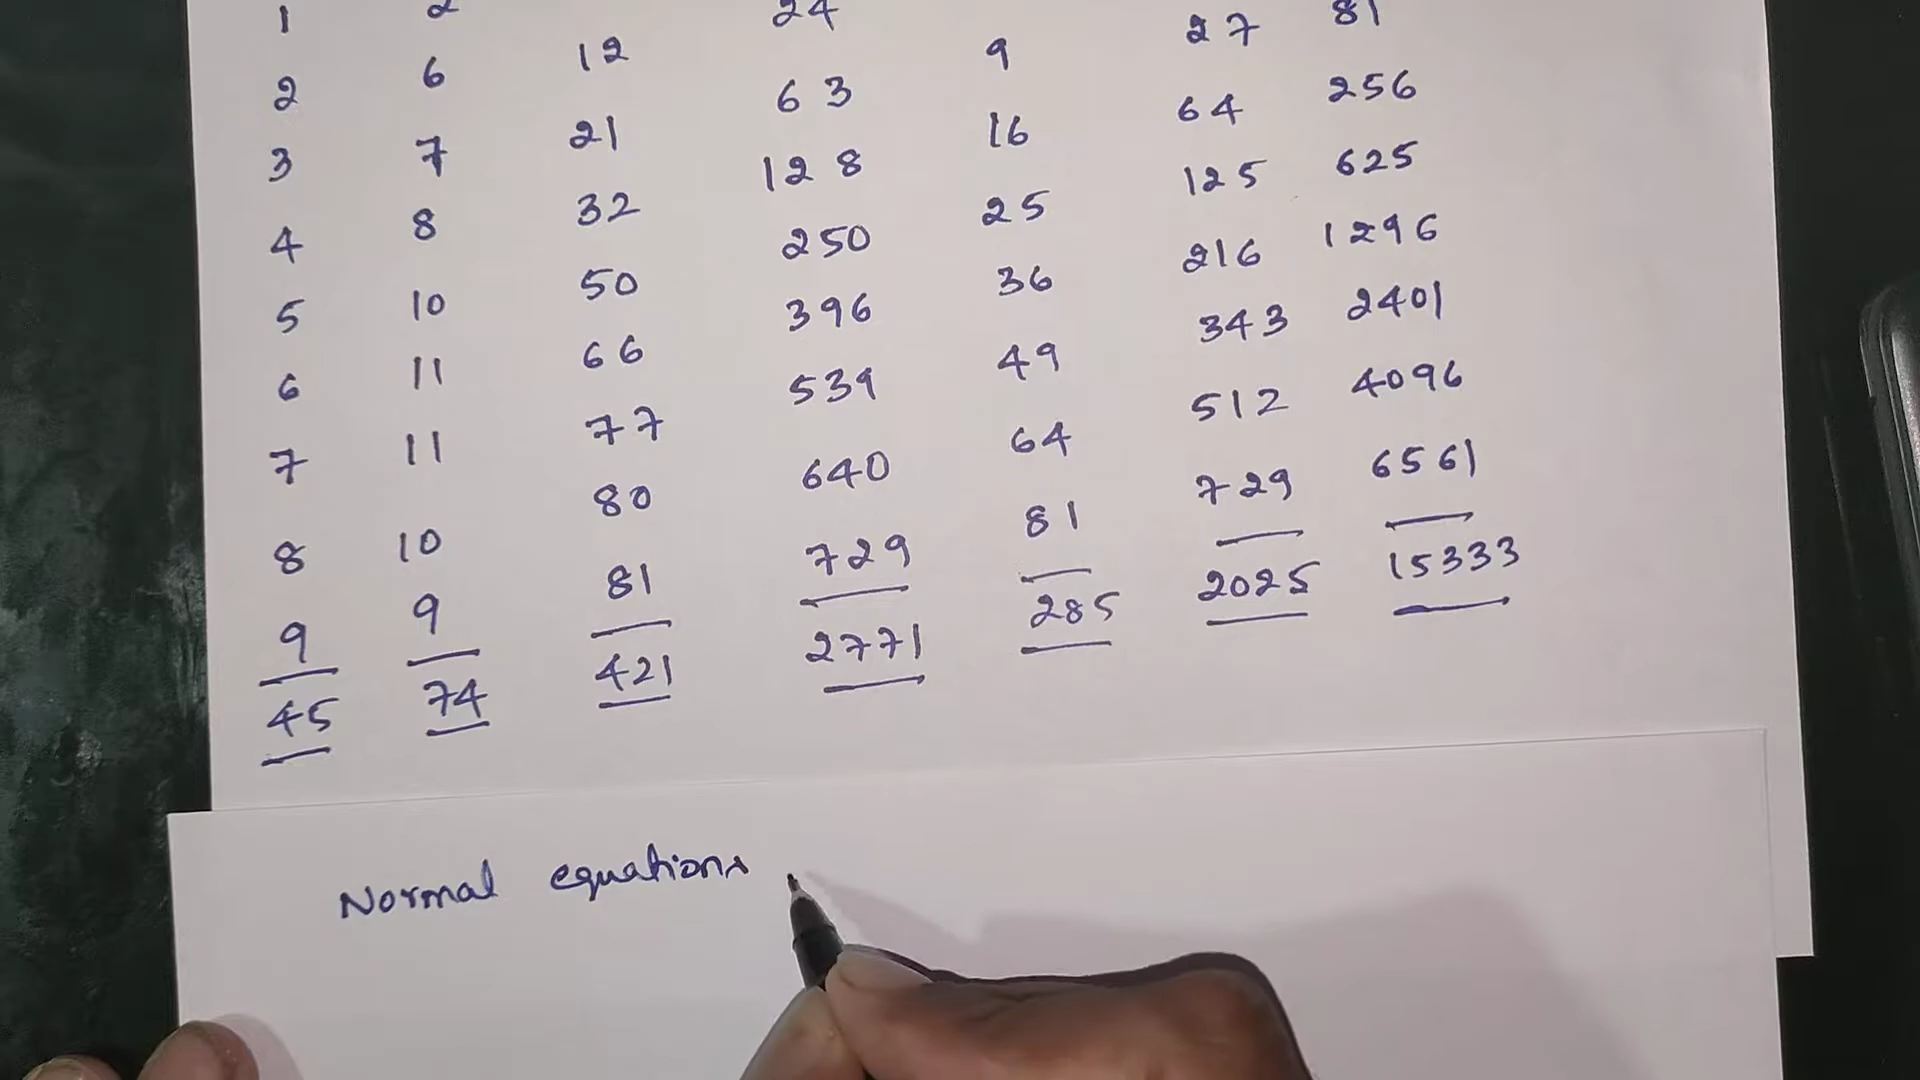 1 2 24 27 81
2 6 12 63 9 64 256
3 7 21 128 16 125 625
4 8 32 250 25 216 1296
5 10 50 396 36 343 2401
6 11 66 539 49 512 4096
7 11 77 640 64 729 6561
8 10 80 729 81 2025 15333
9 9 81 2771 285
45 74 421
Normal equations